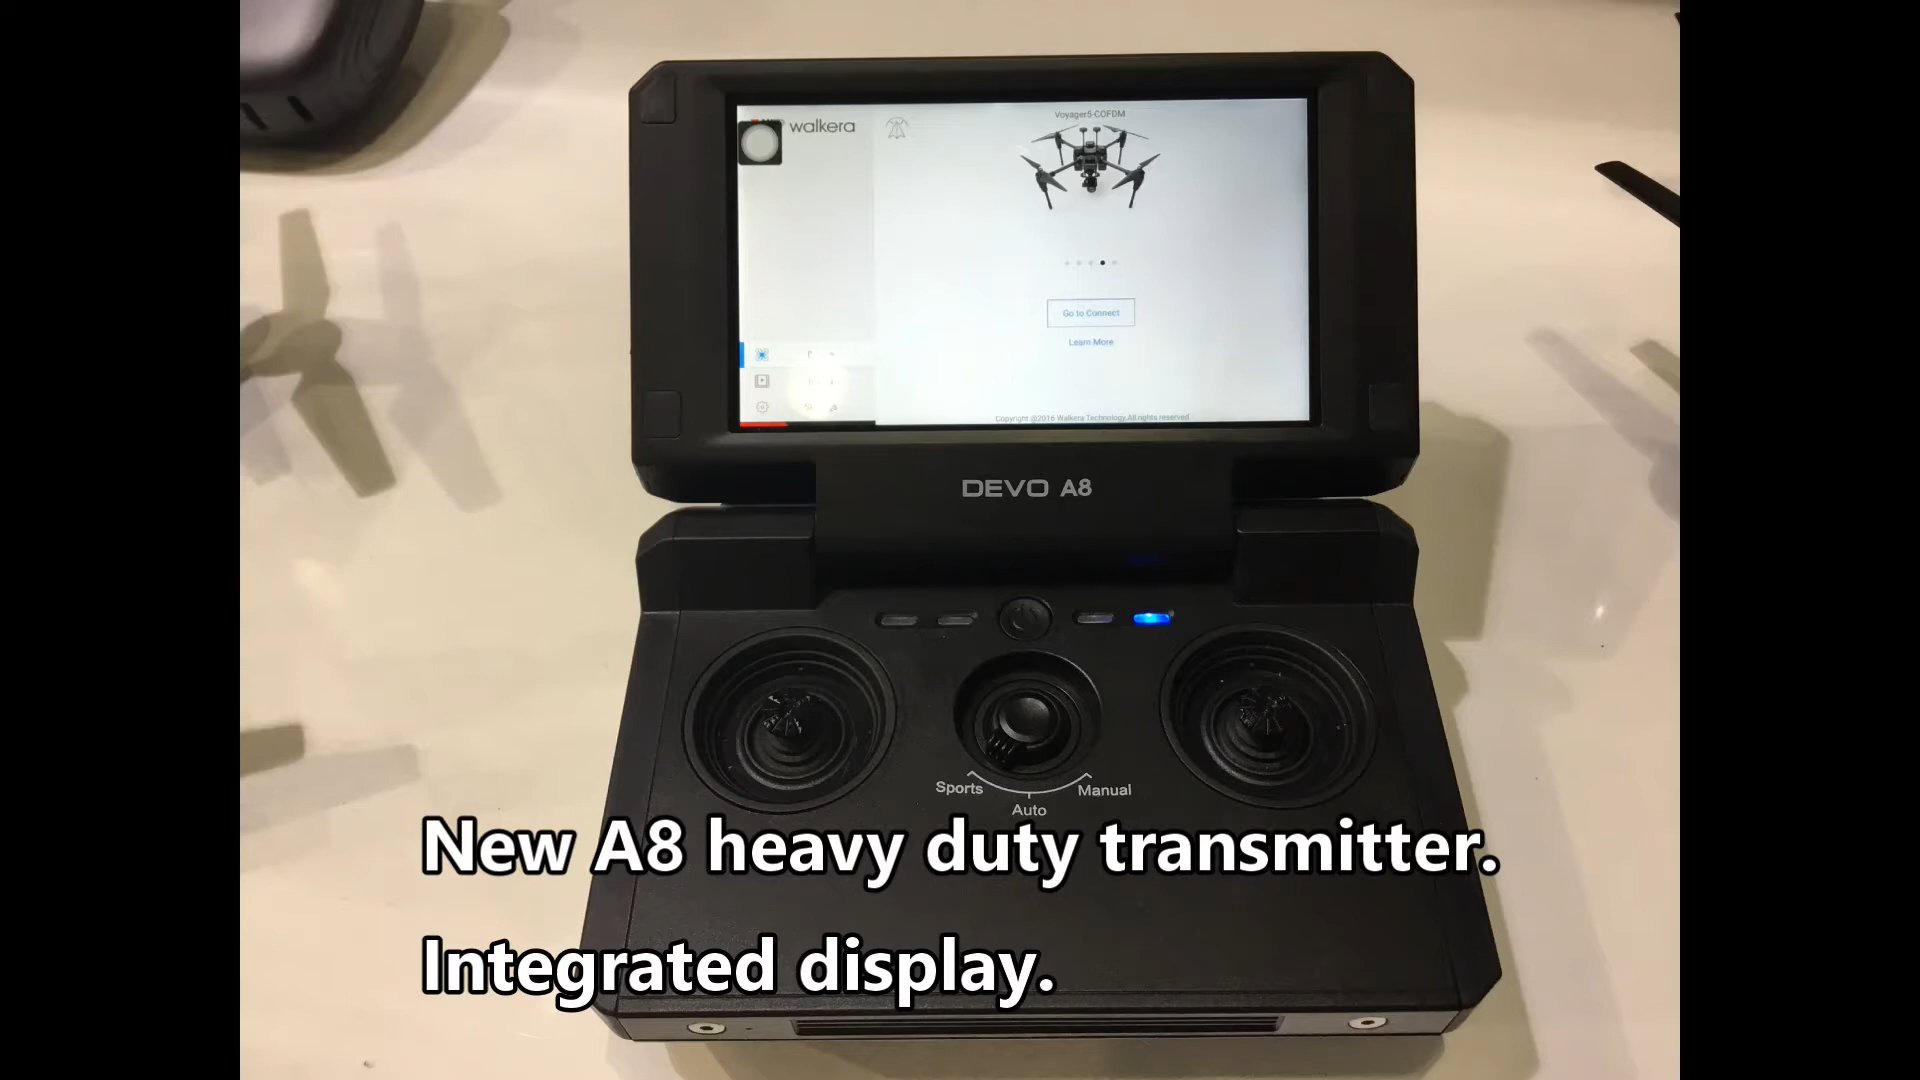 walkera
Voyager5-COFDM
Go to Connect
Learn More
Copyright @2016 Walkera Technology.All rights reserved
DEVO A8
Sports
Manual
Auto
New A8 heavy duty transmitter.
Integrated display.